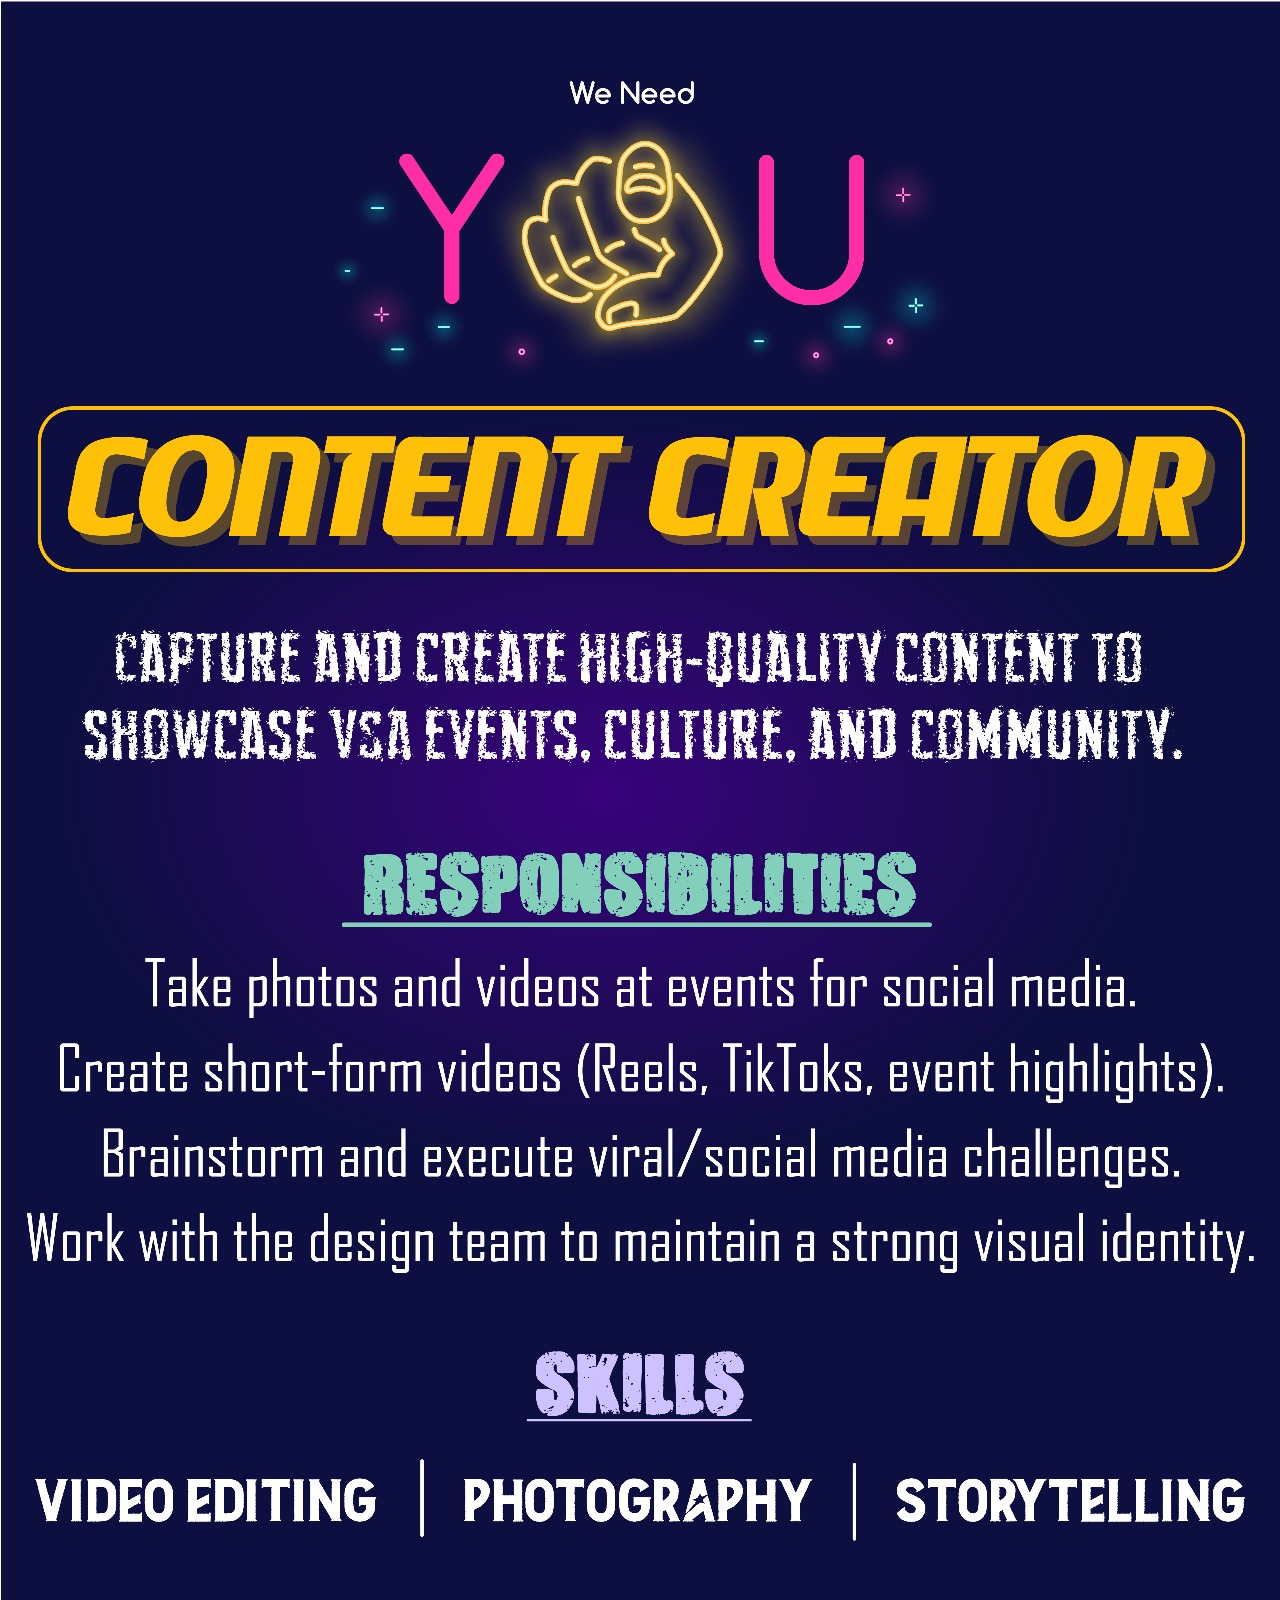 We Need
Y U
CONTENT CREATOR
CAPTURE AND CREATE HIGH-QUALITY CONTENT TO
SHOWCASE VSA EVENTS, CULTURE, AND COMMUNITY.
RESPONSIBILITIES
Take photos and videos at events for social media.
Create short-form videos (Reels, TikToks, event highlights).
Brainstorm and execute viral/social media challenges.
Work with the design team to maintain a strong visual identity.
SKILLS
VIDEO EDITING | PHOTOGRAPHY | STORYTELLING